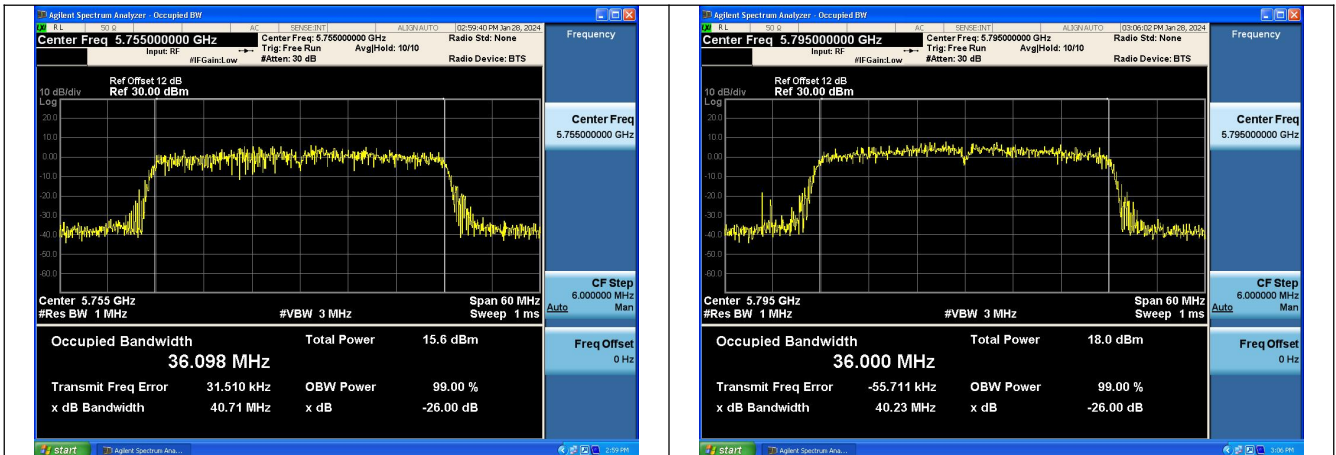 Agilent Spectrum Analyzer - Occupied BW
RL 50 Ω AC SENSE:INT ALIGNAUTO 02:59:40 PM Jan 28, 2024
Center Freq 5.755000000 GHz
Center Freq: 5.755000000 GHz Radio Std: None
Input: RF Trig: Free Run Avg|Hold: 10/10
#IFGain:Low #Atten: 30 dB Radio Device: BTS
Ref Offset 12 dB
10 dB/div Ref 30.00 dBm
Log
20.0
10.0
0.00
-10.0
-20.0
-30.0
-40.0
-50.0
-60.0
Center 5.755 GHz Span 60 MHz
#Res BW 1 MHz #VBW 3 MHz Sweep 1 ms
Occupied Bandwidth Total Power 15.6 dBm
36.098 MHz
Transmit Freq Error 31.510 kHz OBW Power 99.00 %
x dB Bandwidth 40.71 MHz x dB -26.00 dB
Frequency
Center Freq
5.755000000 GHz
CF Step
6.000000 MHz
Auto Man
Freq Offset
0 Hz
start Agilent Spectrum Ana... 2:59 PM
Agilent Spectrum Analyzer - Occupied BW
RL 50 Ω AC SENSE:INT ALIGNAUTO 03:06:02 PM Jan 28, 2024
Center Freq 5.795000000 GHz
Center Freq: 5.795000000 GHz Radio Std: None
Input: RF Trig: Free Run Avg|Hold: 10/10
#IFGain:Low #Atten: 30 dB Radio Device: BTS
Ref Offset 12 dB
10 dB/div Ref 30.00 dBm
Log
20.0
10.0
0.00
-10.0
-20.0
-30.0
-40.0
-50.0
-60.0
Center 5.795 GHz Span 60 MHz
#Res BW 1 MHz #VBW 3 MHz Sweep 1 ms
Occupied Bandwidth Total Power 18.0 dBm
36.000 MHz
Transmit Freq Error -55.711 kHz OBW Power 99.00 %
x dB Bandwidth 40.23 MHz x dB -26.00 dB
Frequency
Center Freq
5.795000000 GHz
CF Step
6.000000 MHz
Auto Man
Freq Offset
0 Hz
start Agilent Spectrum Ana... 3:06 PM